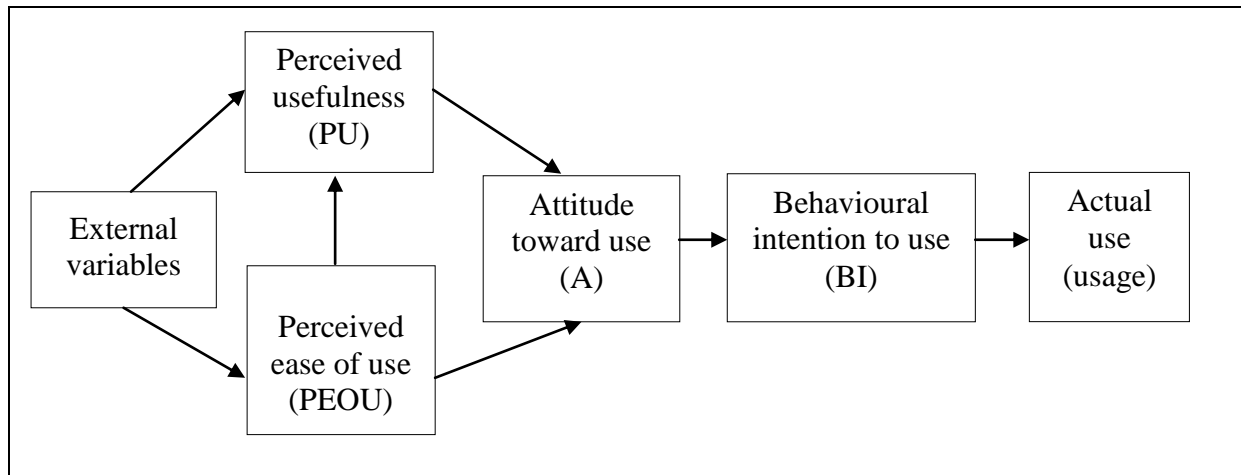 Perceived
usefulness
(PU)
External
variables
Perceived
ease of use
(PEOU)
Attitude
toward use
(A)
Behavioural
intention to use
(BI)
Actual
use
(usage)